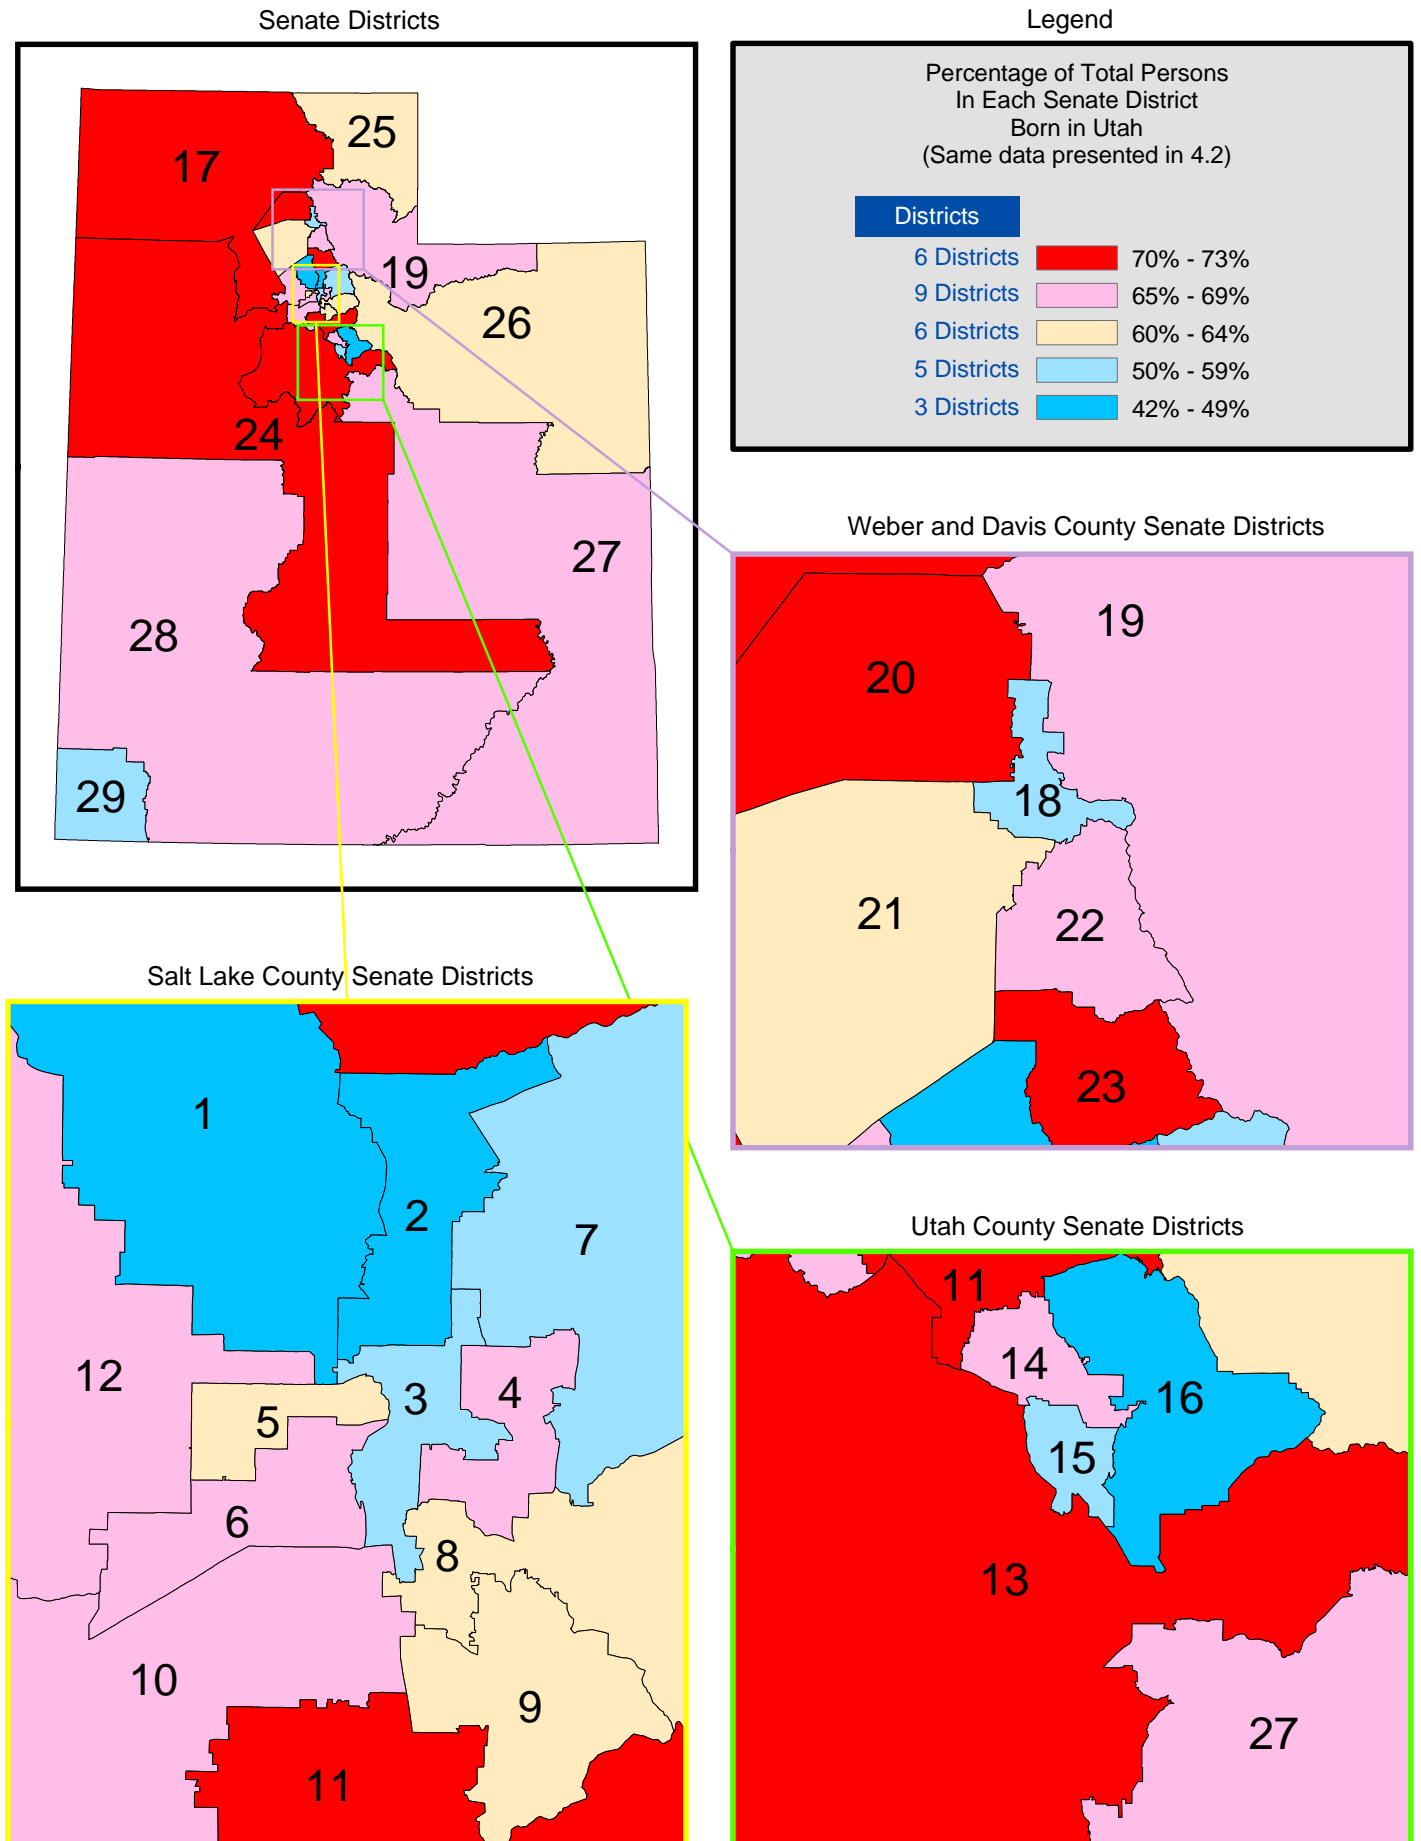 Senate Districts
25
17
19
26
24
27
28
29
Legend
Percentage of Total Persons
In Each Senate District
Born in Utah
(Same data presented in 4.2)
Districts
6 Districts 70% - 73%
9 Districts 65% - 69%
6 Districts 60% - 64%
5 Districts 50% - 59%
3 Districts 42% - 49%
Weber and Davis County Senate Districts
19
20
18
21
22
23
Salt Lake County Senate Districts
1
2
7
12
3
4
5
6
8
10
9
11
Utah County Senate Districts
11
14
16
15
13
27